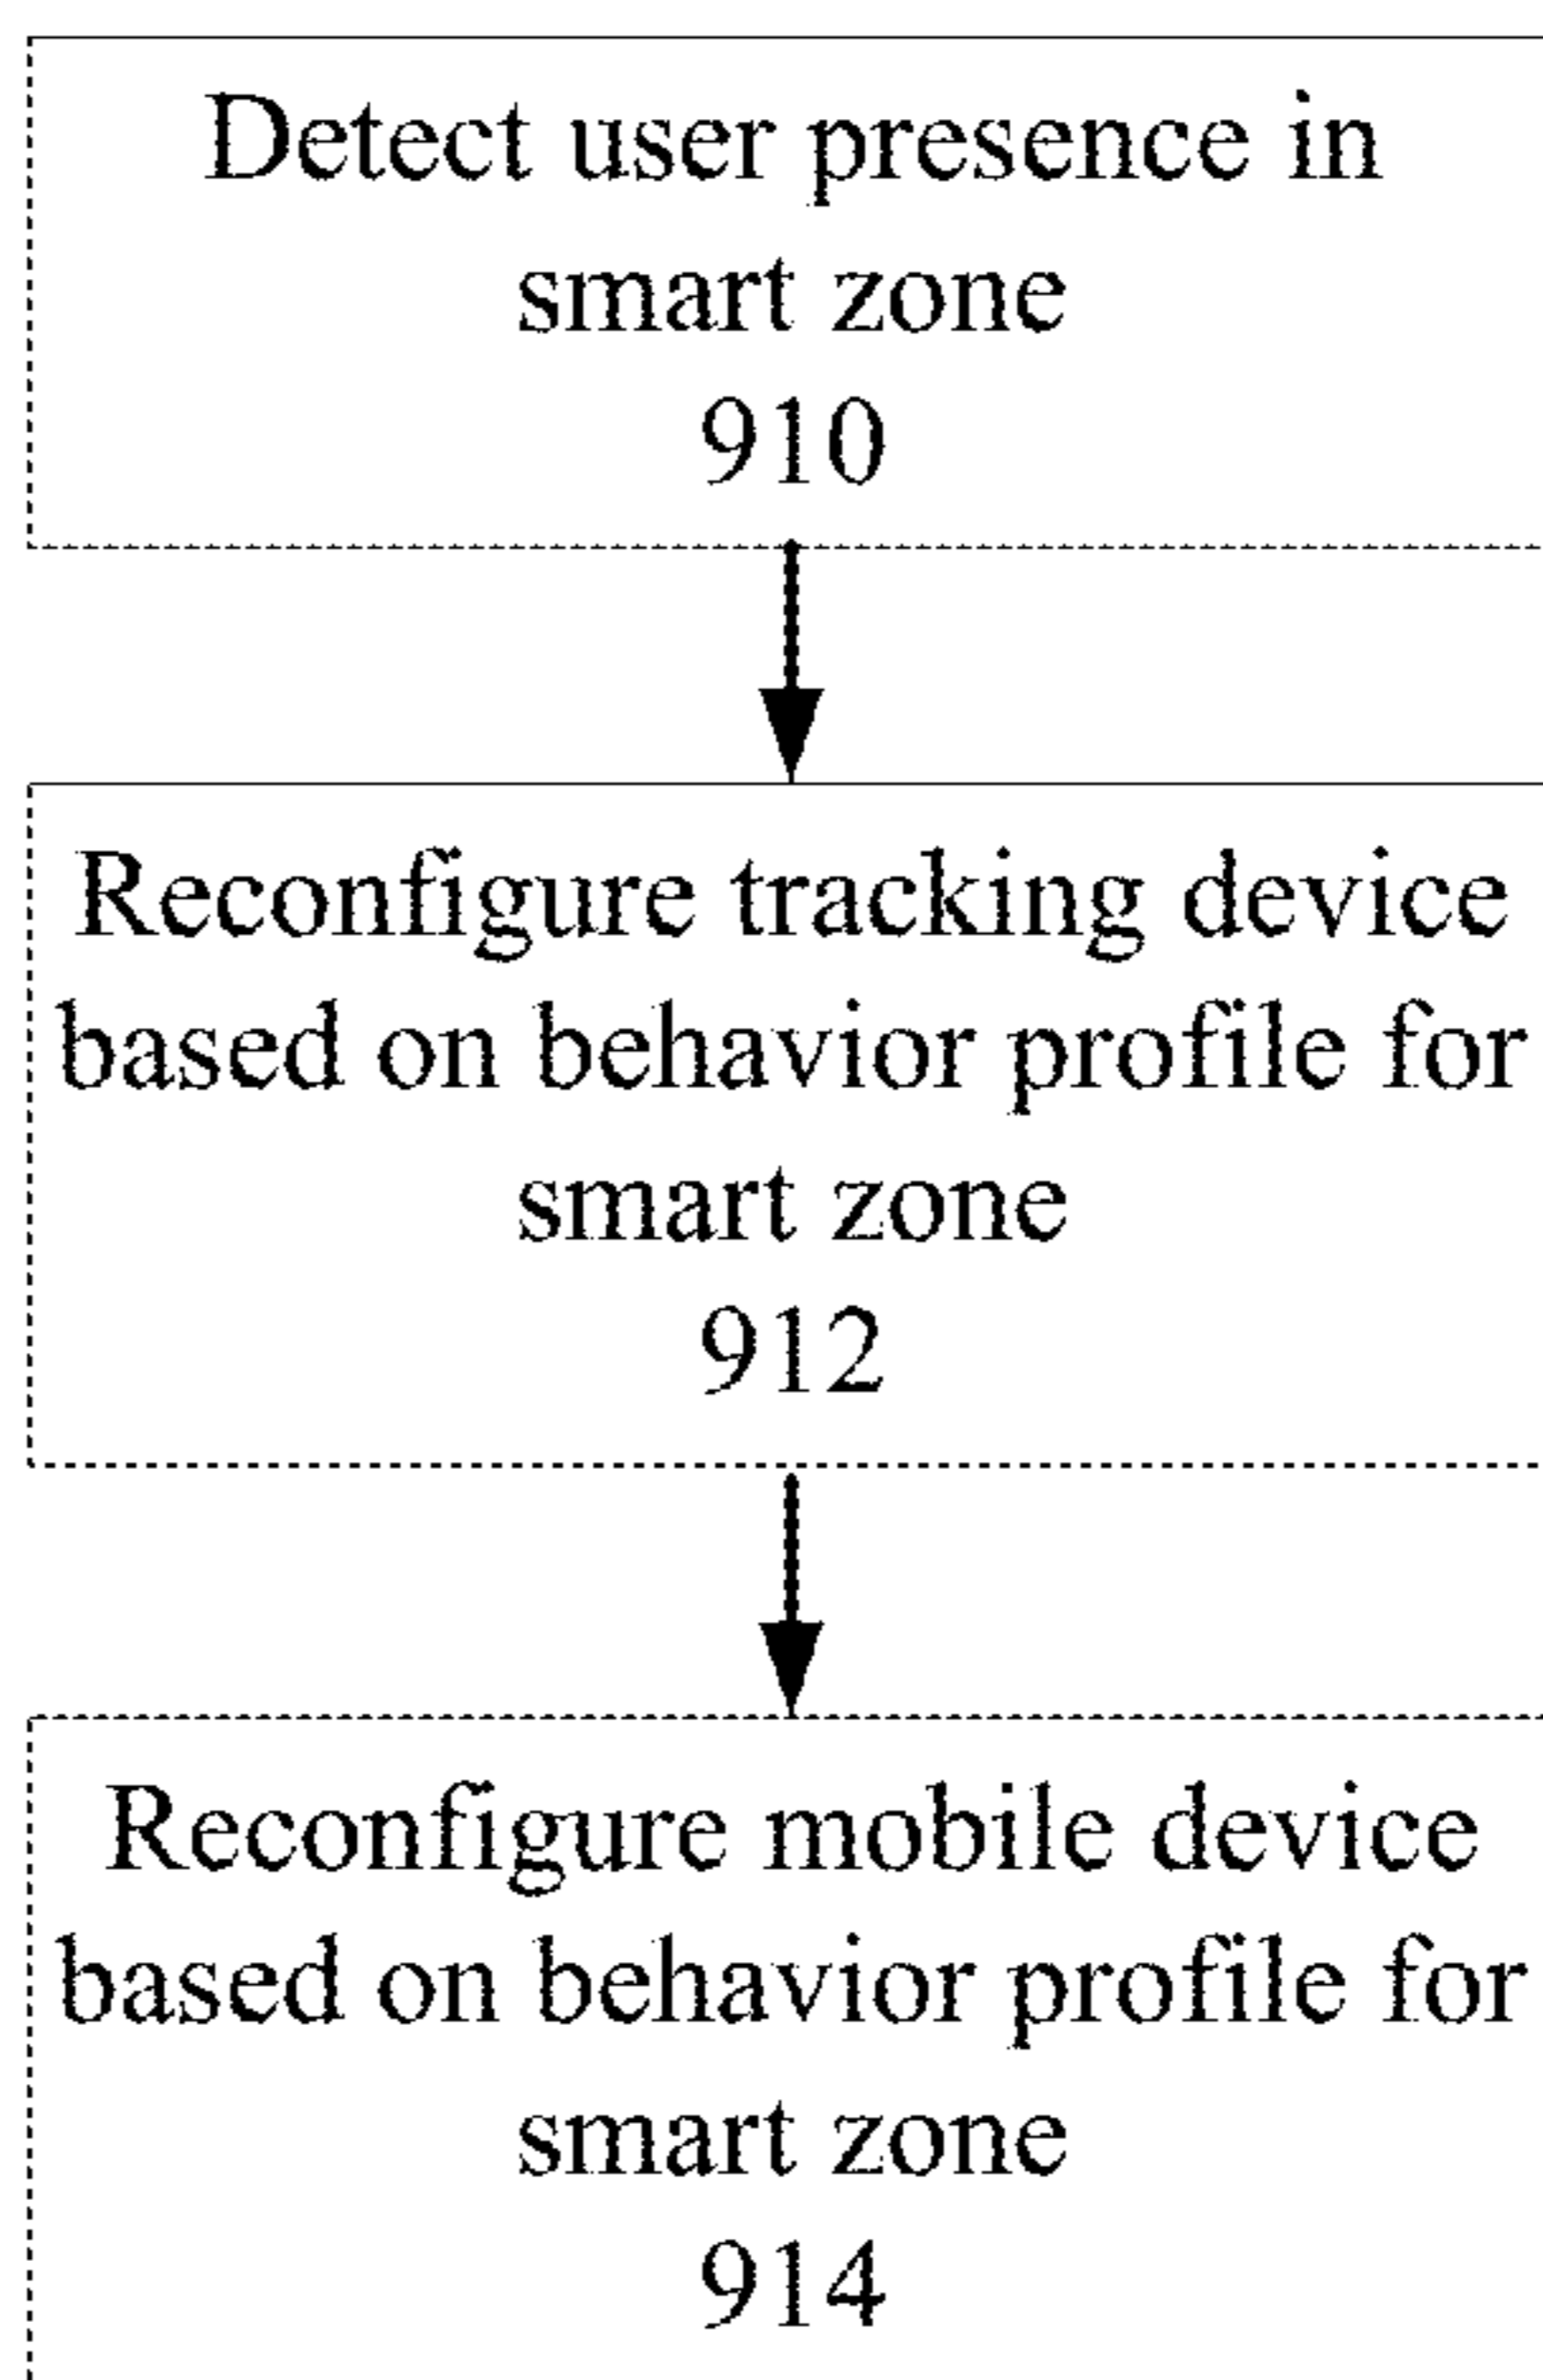 Detect user presence in
smart zone
910
Reconfigure tracking device
based on behavior profile for
smart zone
912
Reconfigure mobile device
based on behavior profile for
smart zone
914